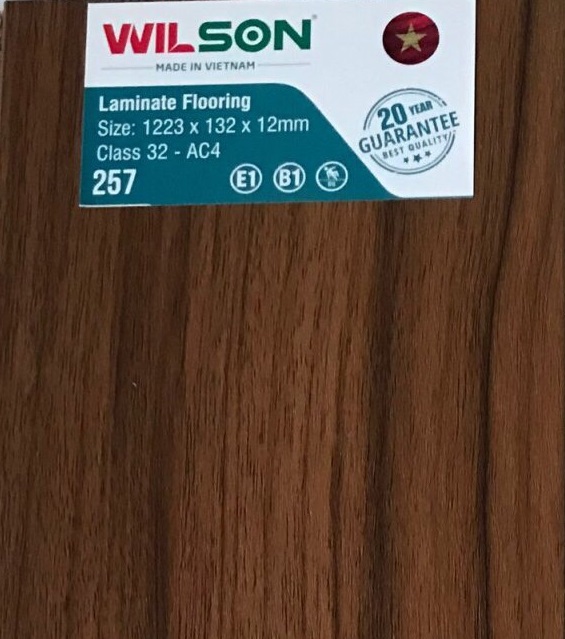 WILSON
MADE IN VIETNAM
Laminate Flooring
Size: 1223 x 132 x 12mm
Class 32 - AC4
257
E1 B1
20 YEAR
GUARANTEE
BEST QUALITY